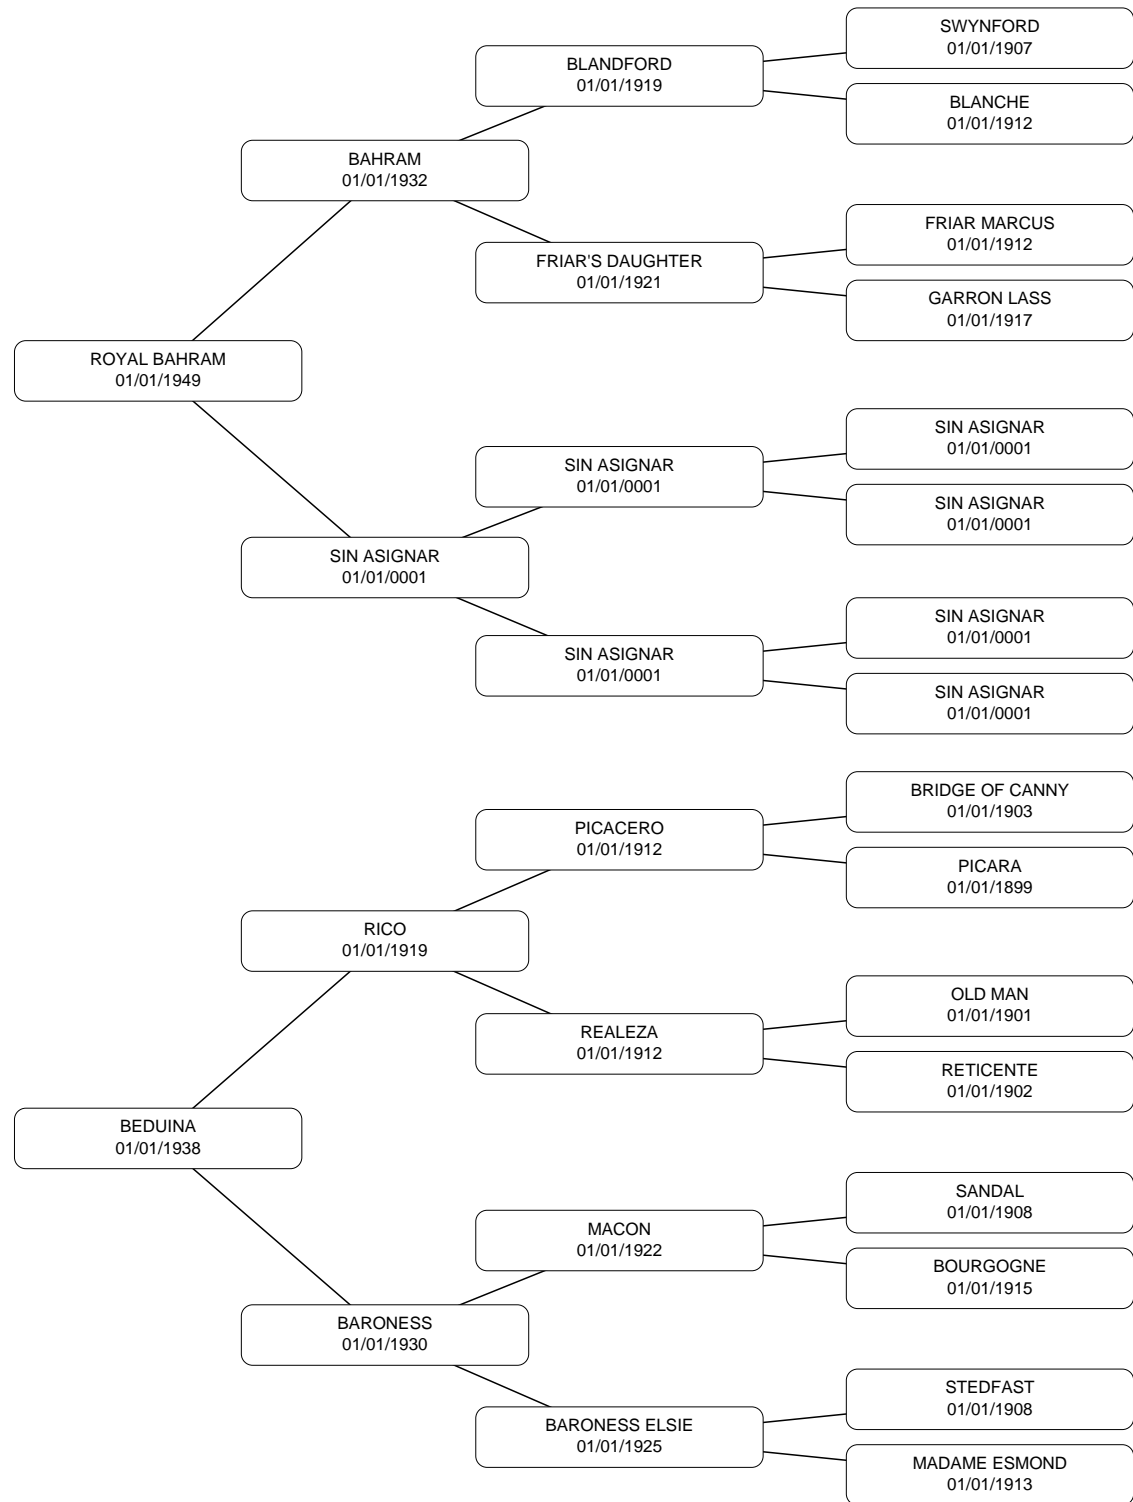 SWYNFORD
01/01/1907
BLANDFORD
01/01/1919
BLANCHE
01/01/1912
BAHRAM
01/01/1932
FRIAR MARCUS
01/01/1912
FRIAR'S DAUGHTER
01/01/1921
GARRON LASS
01/01/1917
ROYAL BAHRAM
01/01/1949
SIN ASIGNAR
01/01/0001
SIN ASIGNAR
01/01/0001
SIN ASIGNAR
01/01/0001
SIN ASIGNAR
01/01/0001
SIN ASIGNAR
01/01/0001
SIN ASIGNAR
01/01/0001
SIN ASIGNAR
01/01/0001
BRIDGE OF CANNY
01/01/1903
PICACERO
01/01/1912
PICARA
01/01/1899
RICO
01/01/1919
OLD MAN
01/01/1901
REALEZA
01/01/1912
RETICENTE
01/01/1902
BEDUINA
01/01/1938
SANDAL
01/01/1908
MACON
01/01/1922
BOURGOGNE
01/01/1915
BARONESS
01/01/1930
STEDFAST
01/01/1908
BARONESS ELSIE
01/01/1925
MADAME ESMOND
01/01/1913